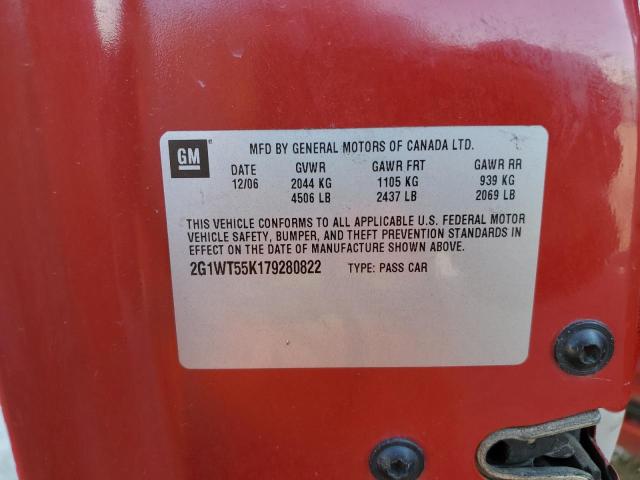 GM
MFD BY GENERAL MOTORS OF CANADA LTD.
DATE GVWR GAWR FRT GAWR RR
12/06 2044 KG 1105 KG 939 KG
4506 LB 2437 LB 2069 LB
THIS VEHICLE CONFORMS TO ALL APPLICABLE U.S. FEDERAL MOTOR
VEHICLE SAFETY, BUMPER, AND THEFT PREVENTION STANDARDS IN
EFFECT ON THE DATE OF MANUFACTURE SHOWN ABOVE.
2G1WT55K179280822 TYPE: PASS CAR